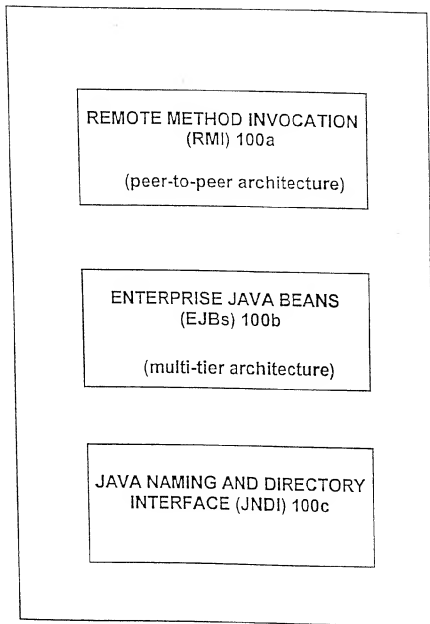 REMOTE METHOD INVOCATION
(RMI) 100a
(peer-to-peer architecture)
ENTERPRISE JAVA BEANS
(EJBs) 100b
(multi-tier architecture)
JAVA NAMING AND DIRECTORY
INTERFACE (JNDI) 100c